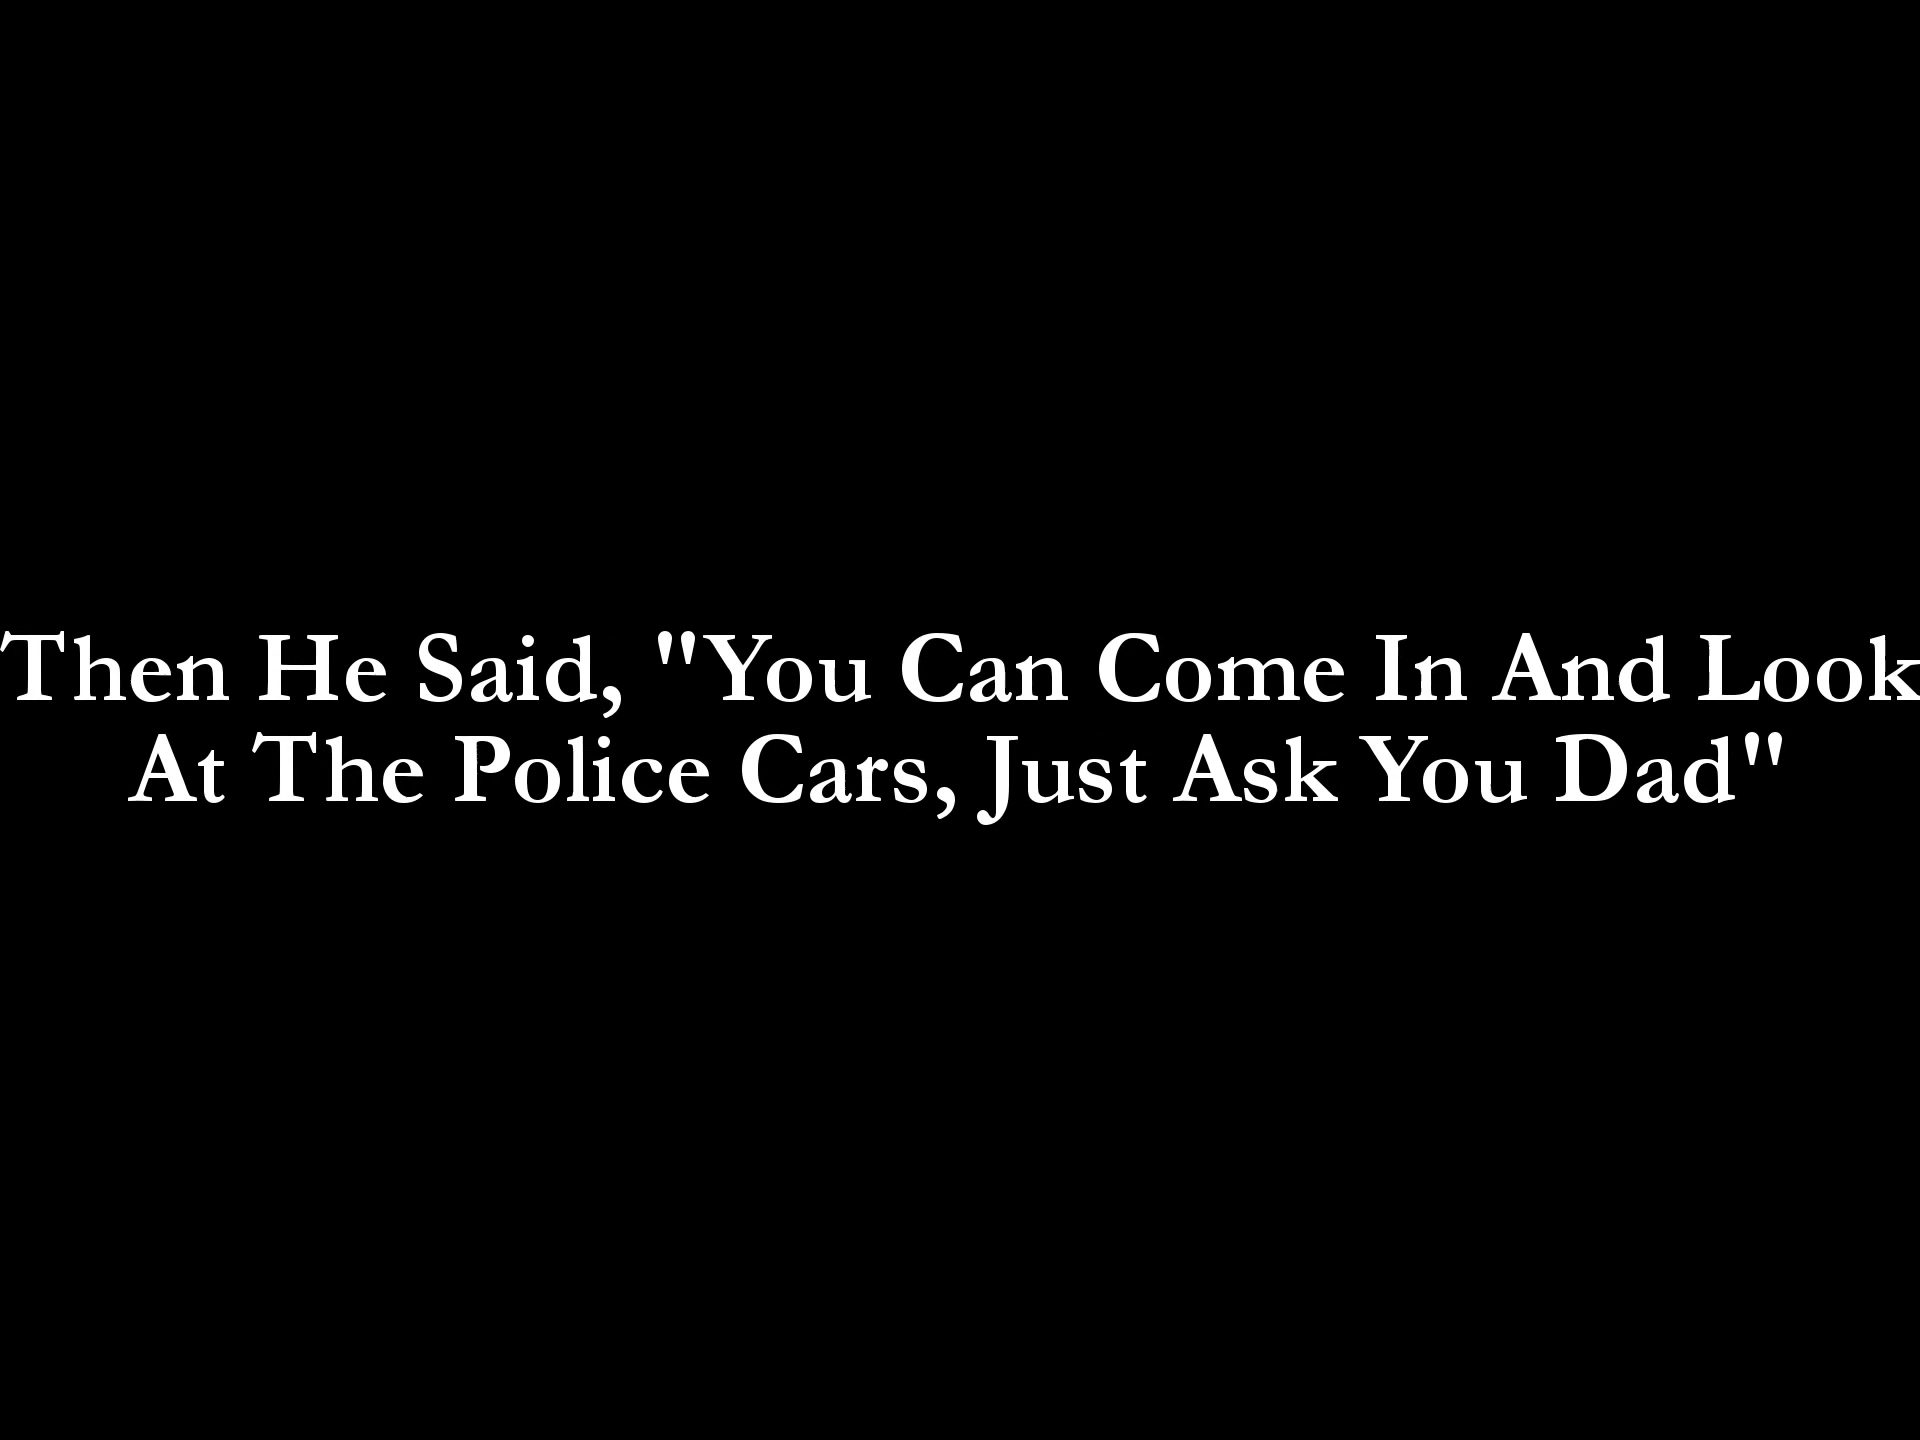 Then He Said, "You Can Come In And Look
At The Police Cars, Just Ask You Dad"